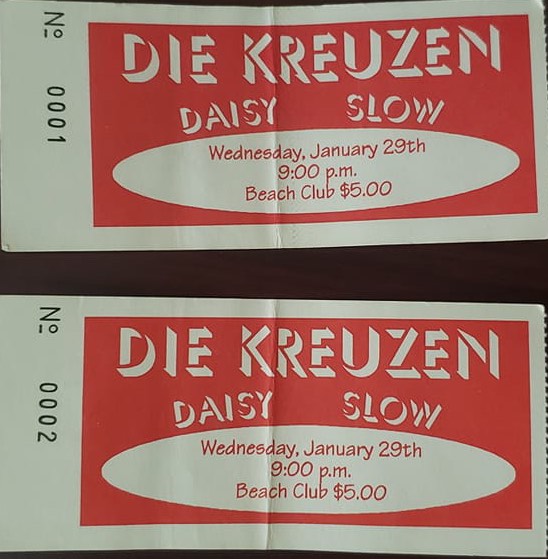 Nº 0001
DIE KREUZEN
DAISY SLOW
Wednesday, January 29th
9:00 p.m.
Beach Club $5.00
Nº 0002
DIE KREUZEN
DAISY SLOW
Wednesday, January 29th
9:00 p.m.
Beach Club $5.00